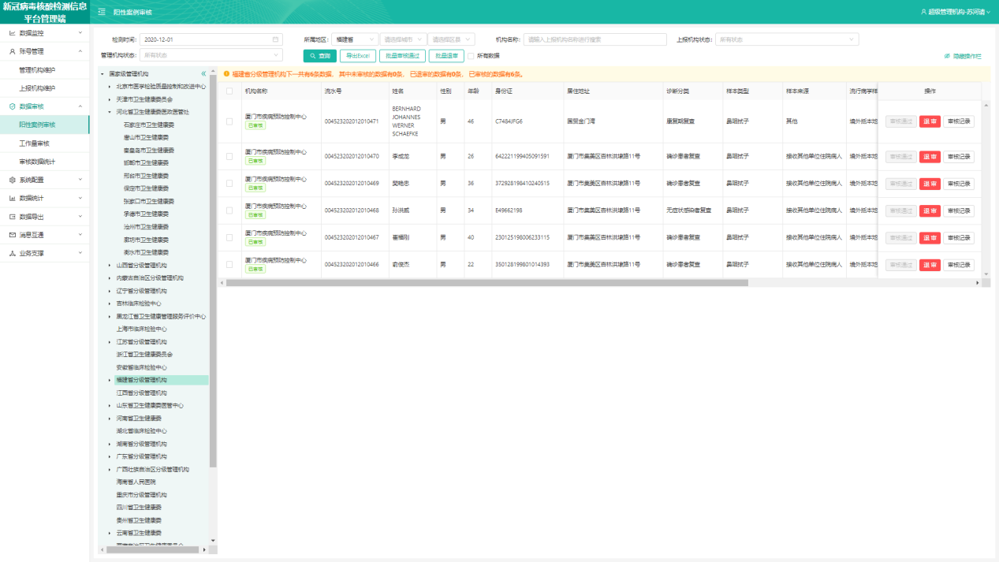 新冠病毒核酸检测信息
平台管理端
阳性案例审核
超级管理机构-苏河请
数据监控
账号管理
管理机构维护
上报机构维护
数据审核
阳性案例审核
工作量审核
审核数据统计
系统配置
数据统计
数据导出
消息互通
业务支撑
检测时间: 2020-12-01
所属地区: 福建省 请选择城市 请选择区县
机构名称: 请输入上报机构名称进行搜索
上报机构状态: 所有状态
管理机构状态: 所有状态
查询 导出Excel 批量审核通过 批量退审 所有数据
隐藏操作栏
国家级管理机构
北京市医学检验质量控制和改进中心
天津市卫生健康委员会
河北省卫生健康委医政医管处
石家庄市卫生健康委
唐山市卫生健康委
秦皇岛市卫生健康委
邯郸市卫生健康委
邢台市卫生健康委
保定市卫生健康委
张家口市卫生健康委
承德市卫生健康委
沧州市卫生健康委
廊坊市卫生健康委
衡水市卫生健康委
山西省分级管理机构
内蒙古自治区分级管理机构
辽宁省分级管理机构
吉林临床检验中心
黑龙江省卫生健康管理服务评价中心
上海市临床检验中心
江苏省分级管理机构
浙江省卫生健康委员会
安徽省临床检验中心
福建省分级管理机构
江西省分级管理机构
山东省卫生健康委医管中心
河南省卫生健康委
湖北省临床检验中心
湖南省分级管理机构
广东省分级管理机构
广西壮族自治区分级管理机构
海南省人民医院
重庆市分级管理机构
四川省卫生健康委
贵州省卫生健康委
云南省卫生健康委
福建省分级管理机构下一共有6条数据, 其中未审核的数据有0条, 已退审的数据有0条, 已审核的数据有6条。
机构名称 流水号 姓名 性别 年龄 身份证 居住地址 诊断分类 样本类型 样本来源 流行病学样 操作
厦门市疾病预防控制中心 已审核 004523202012010471 BERNHARD JOHANNES WERNER SCHAEFKE 男 46 C7484JFG6 国贸金门湾 康复期复查 鼻咽拭子 其他 境外抵本地 审核通过 退审 审核记录
厦门市疾病预防控制中心 已审核 004523202012010470 李成龙 男 26 642221199405091591 厦门市集美区杏林洪埭路11号 确诊患者复查 鼻咽拭子 接收其他单位住院病人 境外抵本地 审核通过 退审 审核记录
厦门市疾病预防控制中心 已审核 004523202012010469 樊艳忠 男 36 372928198410240515 厦门市集美区杏林洪埭路11号 确诊患者复查 鼻咽拭子 接收其他单位住院病人 境外抵本地 审核通过 退审 审核记录
厦门市疾病预防控制中心 已审核 004523202012010468 孙洪威 男 34 E49662198 厦门市集美区杏林洪埭路11号 无症状感染者复查 鼻咽拭子 接收其他单位住院病人 境外抵本地 审核通过 退审 审核记录
厦门市疾病预防控制中心 已审核 004523202012010467 崔福刚 男 40 230125198006233115 厦门市集美区杏林洪埭路11号 确诊患者复查 鼻咽拭子 接收其他单位住院病人 境外抵本地 审核通过 退审 审核记录
厦门市疾病预防控制中心 已审核 004523202012010466 俞俊杰 男 22 350128199801014393 厦门市集美区杏林洪埭路11号 确诊患者复查 鼻咽拭子 接收其他单位住院病人 境外抵本地 审核通过 退审 审核记录